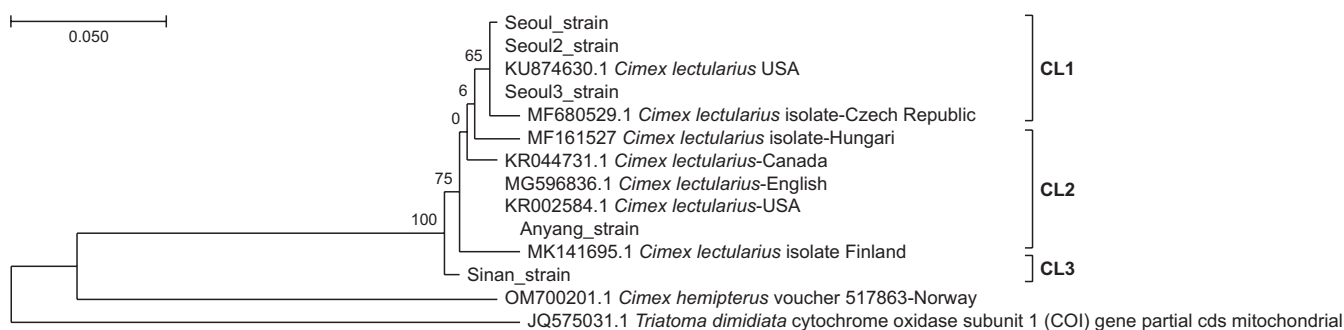 Seoul_strain
0.050
Seoul2_strain
65
KU874630.1 Cimex lectularius USA
CL1
6
Seoul3_strain
0
MF680529.1 Cimex lectularius isolate-Czech Republic
MF161527 Cimex lectularius isolate-Hungari
KR044731.1 Cimex lectularius-Canada
75
MG596836.1 Cimex lectularius-English
CL2
KR002584.1 Cimex lectularius-USA
100
Anyang_strain
MK141695.1 Cimex lectularius isolate Finland
Sinan_strain
CL3
OM700201.1 Cimex hemipterus voucher 517863-Norway
JQ575031.1 Triatoma dimidiata cytochrome oxidase subunit 1 (COI) gene partial cds mitochondrial